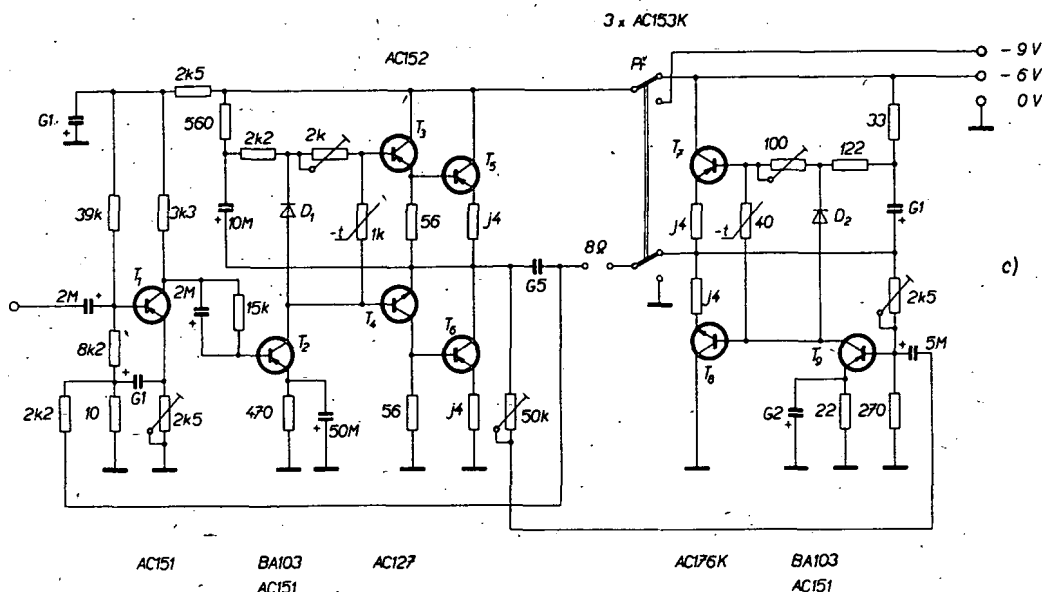 3 x AC153K
AC152
Př
- 9 V
- 6 V
0 V
2k5
G1
+
560
2k2
2k
T3
T5
33
T7
100
122
39k
3k3
10M
+
D1
-t
1k
56
j4
j4
-t
40
D2
G1
+
8Ω
G5
c)
T1
2M
+
2M
+
15k
T4
T6
j4
2k5
8k2
T2
T8
T9
5M
+
2k2
10
G1
+
2k5
470
50M
+
56
j4
50k
G2
+
22
270
AC151
BA103
AC127
AC176K
BA103
AC151
AC151